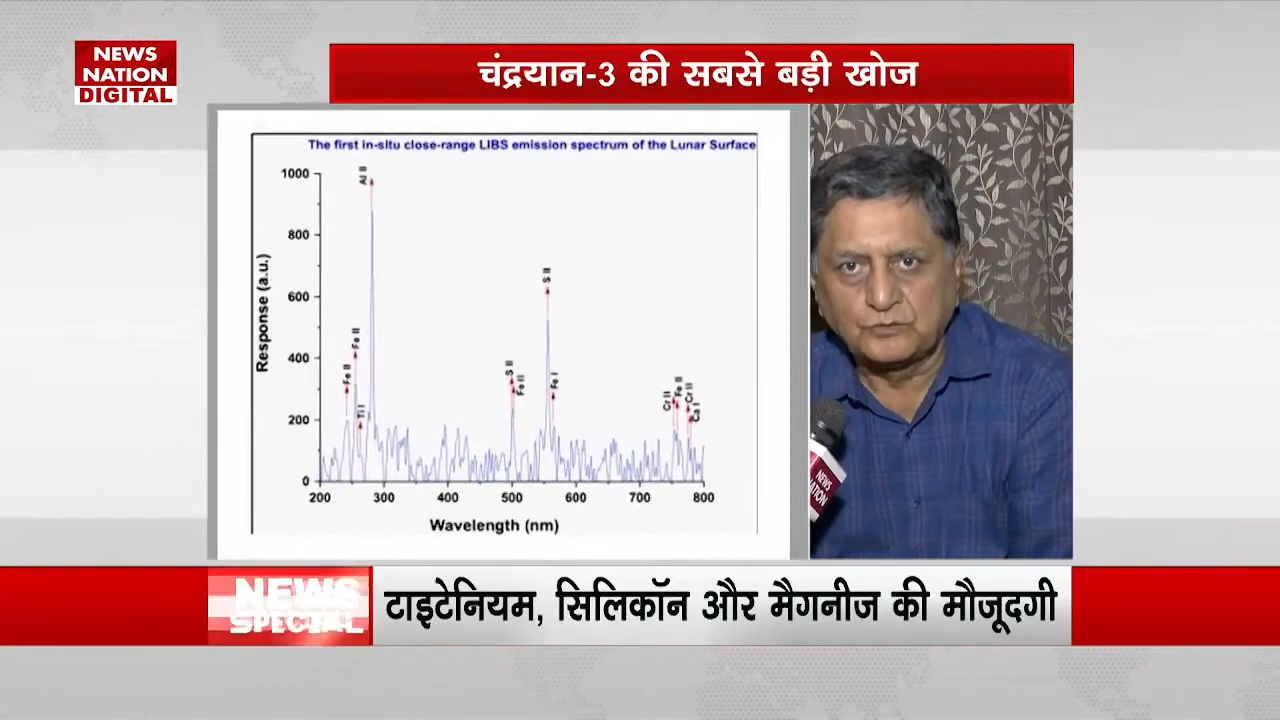 NEWS
NATION
DIGITAL
चंद्रयान-3 की सबसे बड़ी खोज
The first in-situ close-range LIBS emission spectrum of the Lunar Surface
1000
800
600
400
200
0
Response (a.u.)
Fe II
Fe II
Ti I
Al II
S II
Fe II
S II
Fe I
Cr II
Fe II
Cr II
Ca I
200
300
400
500
600
700
800
Wavelength (nm)
NEWS
NATION
NEWS
SPECIAL
टाइटेनियम, सिलिकॉन और मैगनीज की मौजूदगी